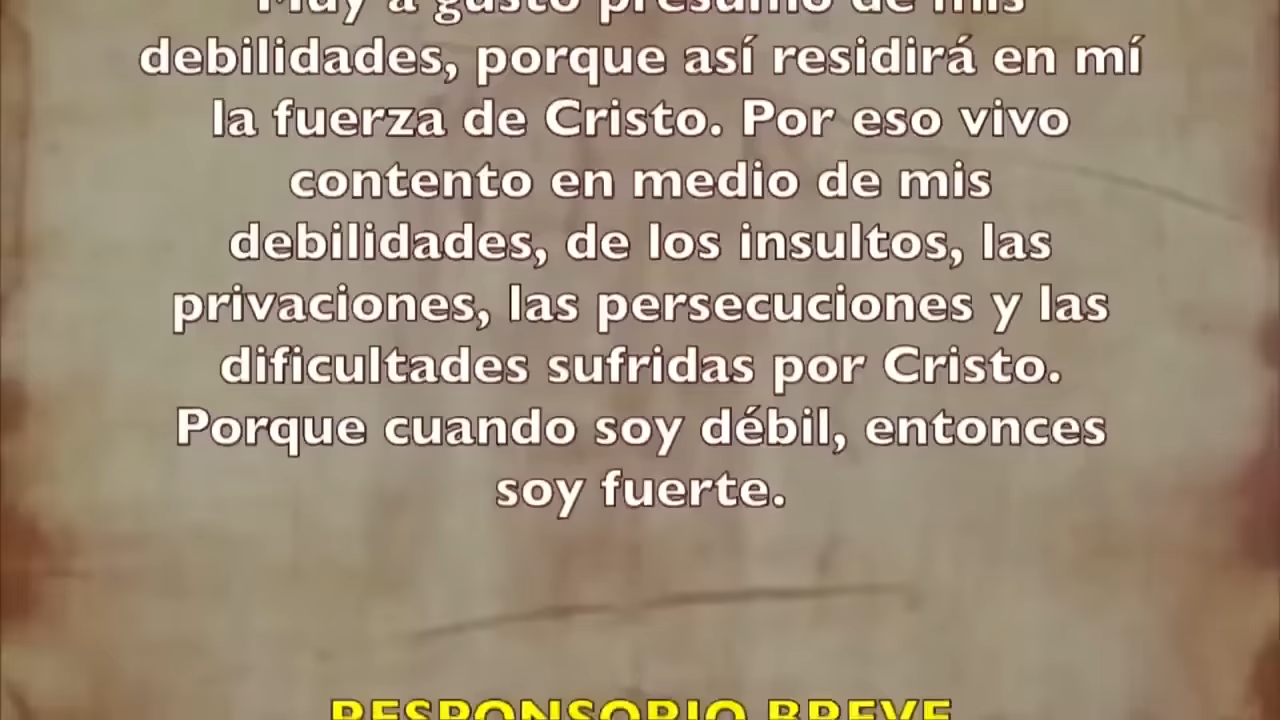 Muy a gusto presumo de mis
debilidades, porque así residirá en mí
la fuerza de Cristo. Por eso vivo
contento en medio de mis
debilidades, de los insultos, las
privaciones, las persecuciones y las
dificultades sufridas por Cristo.
Porque cuando soy débil, entonces
soy fuerte.
RESPONSORIO BREVE